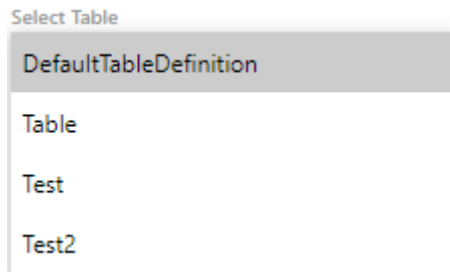 Select Table
DefaultTableDefinition
Table
Test
Test2